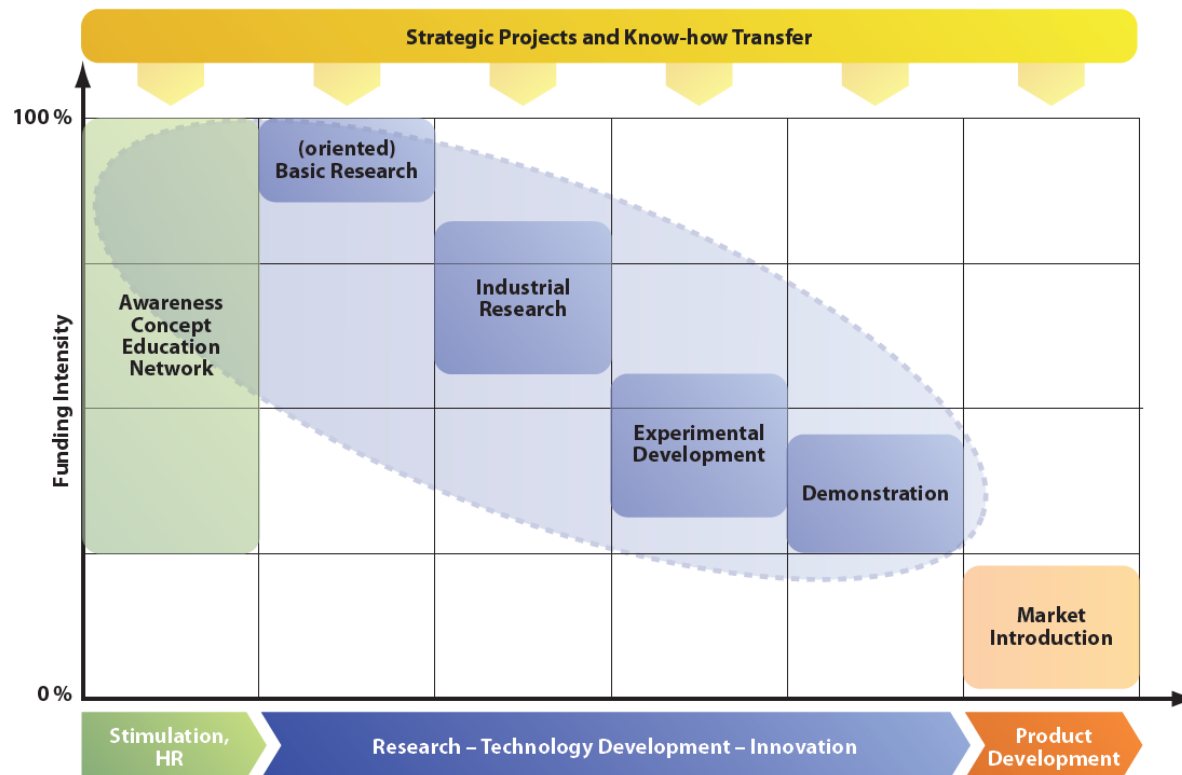 Strategic Projects and Know-how Transfer
100 %
(oriented)
Basic Research
Industrial
Research
Awareness
Concept
Education
Network
Funding Intensity
Experimental
Development
Demonstration
Market
Introduction
0 %
Stimulation,
HR
Research – Technology Development – Innovation
Product
Development